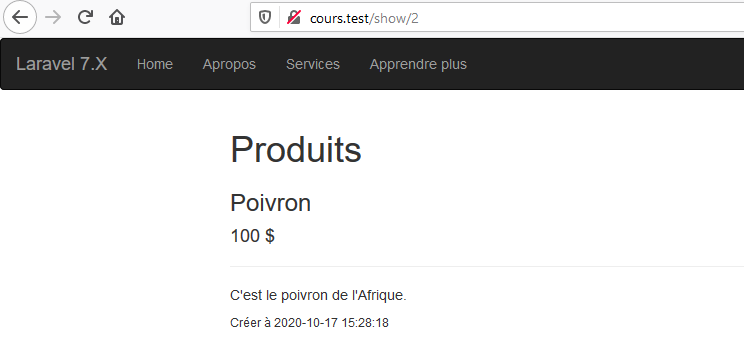 cours.test/show/2
Laravel 7.X Home Apropos Services Apprendre plus
Produits
Poivron
100 $
C'est le poivron de l'Afrique.
Créer à 2020-10-17 15:28:18